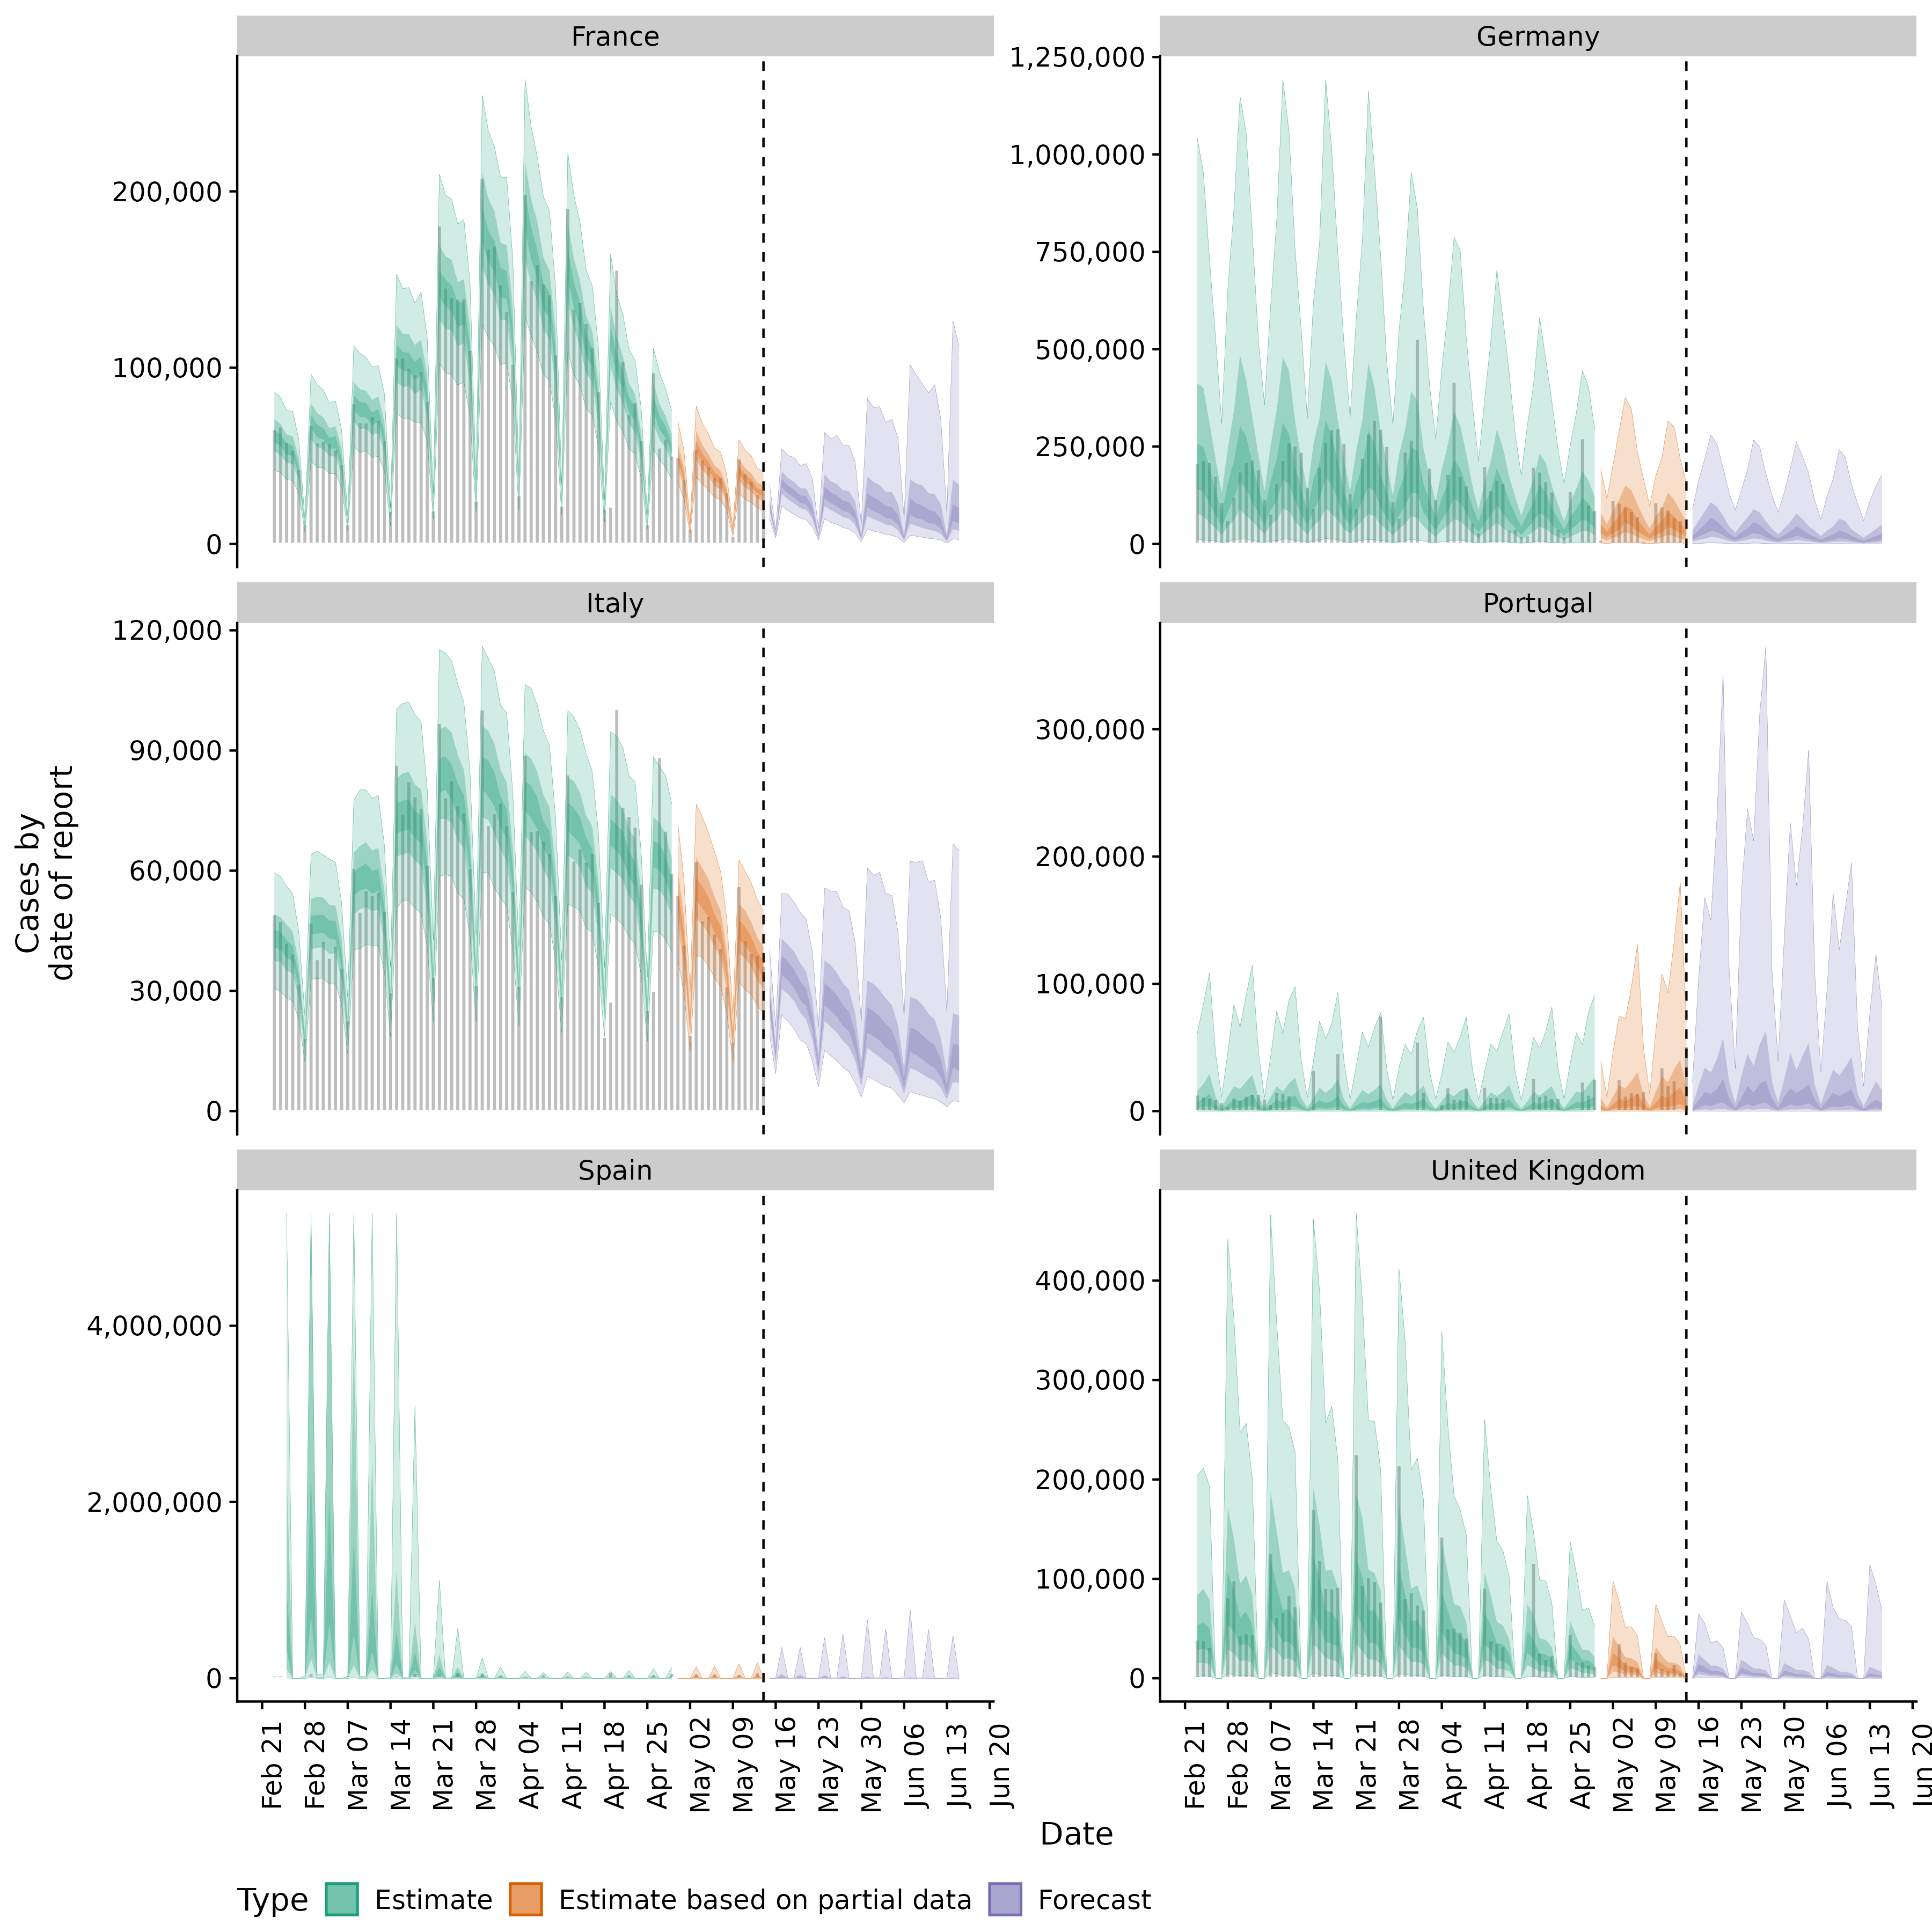 France
Germany
200,000
100,000
0
1,250,000
1,000,000
750,000
500,000
250,000
0
Italy
Portugal
120,000
90,000
60,000
30,000
0
300,000
200,000
100,000
0
Cases by
date of report
Spain
United Kingdom
4,000,000
2,000,000
0
400,000
300,000
200,000
100,000
0
Feb 21
Feb 28
Mar 07
Mar 14
Mar 21
Mar 28
Apr 04
Apr 11
Apr 18
Apr 25
May 02
May 09
May 16
May 23
May 30
Jun 06
Jun 13
Jun 20
Feb 21
Feb 28
Mar 07
Mar 14
Mar 21
Mar 28
Apr 04
Apr 11
Apr 18
Apr 25
May 02
May 09
May 16
May 23
May 30
Jun 06
Jun 13
Jun 20
Date
Type Estimate Estimate based on partial data Forecast